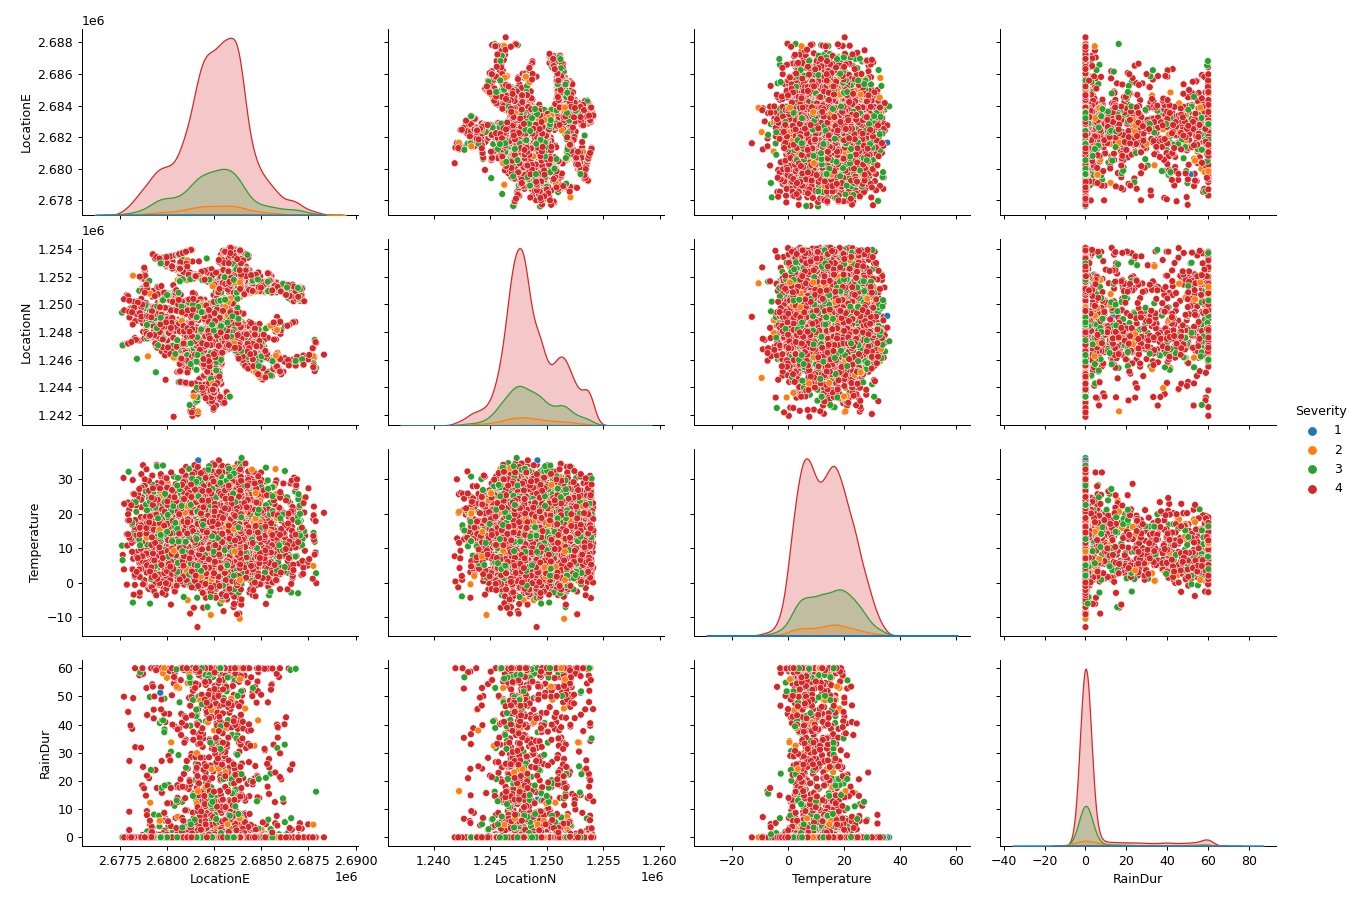 1e6
2.688
2.686
2.684
2.682
2.680
2.678
LocationE
1e6
1.254
1.252
1.250
1.248
1.246
1.244
1.242
LocationN
Severity
1
2
3
4
30
20
10
0
−10
Temperature
60
50
40
30
20
10
0
RainDur
2.6775 2.6800 2.6825 2.6850 2.6875 2.6900
1e6
LocationE
1.240 1.245 1.250 1.255 1.260
1e6
LocationN
−20 0 20 40 60
Temperature
−40 −20 0 20 40 60 80
RainDur